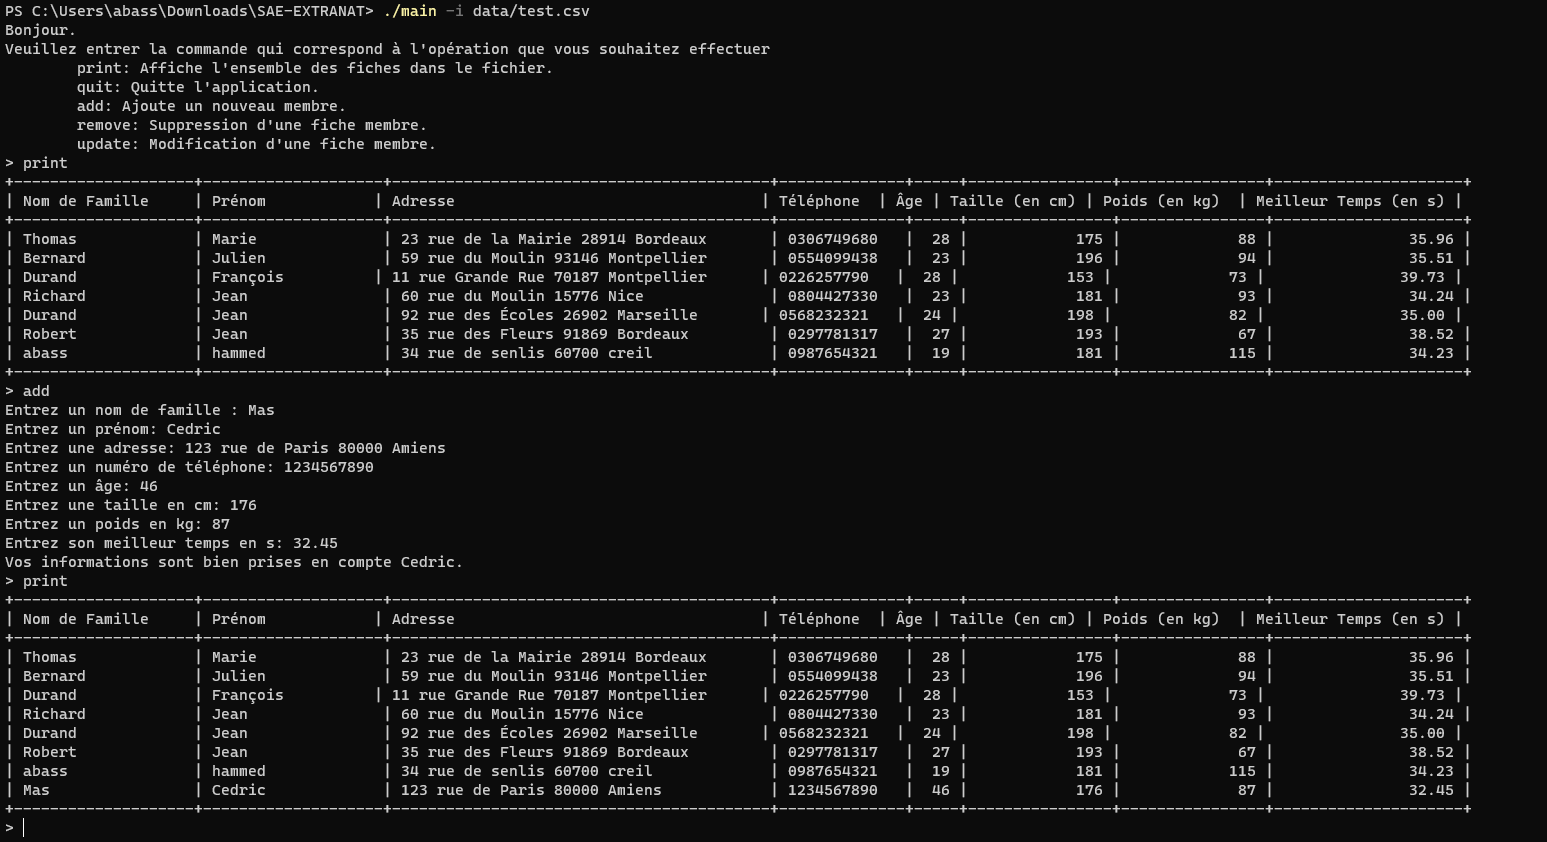 PS C:\Users\abass\Downloads\SAE-EXTRANAT> ./main -i data/test.csv
Bonjour.
Veuillez entrer la commande qui correspond à l'opération que vous souhaitez effectuer
        print: Affiche l'ensemble des fiches dans le fichier.
        quit: Quitte l'application.
        add: Ajoute un nouveau membre.
        remove: Suppression d'une fiche membre.
        update: Modification d'une fiche membre.
> print
+--------------------+--------------------+------------------------------------------+--------------+-----+----------------+----------------+---------------------+
| Nom de Famille     | Prénom            | Adresse                                  | Téléphone  | Âge | Taille (en cm) | Poids (en kg)  | Meilleur Temps (en s) |
+--------------------+--------------------+------------------------------------------+--------------+-----+----------------+----------------+---------------------+
| Thomas             | Marie              | 23 rue de la Mairie 28914 Bordeaux       | 0306749680   |  28 |            175 |             88 |               35.96 |
| Bernard            | Julien             | 59 rue du Moulin 93146 Montpellier       | 0554099438   |  23 |            196 |             94 |               35.51 |
| Durand             | François          | 11 rue Grande Rue 70187 Montpellier      | 0226257790   |  28 |            153 |             73 |               39.73 |
| Richard            | Jean               | 60 rue du Moulin 15776 Nice              | 0804427330   |  23 |            181 |             93 |               34.24 |
| Durand             | Jean               | 92 rue des Écoles 26902 Marseille       | 0568232321   |  24 |            198 |             82 |               35.00 |
| Robert             | Jean               | 35 rue des Fleurs 91869 Bordeaux         | 0297781317   |  27 |            193 |             67 |               38.52 |
| abass              | hammed             | 34 rue de senlis 60700 creil             | 0987654321   |  19 |            181 |            115 |               34.23 |
+--------------------+--------------------+------------------------------------------+--------------+-----+----------------+----------------+---------------------+
> add
Entrez un nom de famille : Mas
Entrez un prénom: Cedric
Entrez une adresse: 123 rue de Paris 80000 Amiens
Entrez un numéro de téléphone: 1234567890
Entrez un âge: 46
Entrez une taille en cm: 176
Entrez un poids en kg: 87
Entrez son meilleur temps en s: 32.45
Vos informations sont bien prises en compte Cedric.
> print
+--------------------+--------------------+------------------------------------------+--------------+-----+----------------+----------------+---------------------+
| Nom de Famille     | Prénom            | Adresse                                  | Téléphone  | Âge | Taille (en cm) | Poids (en kg)  | Meilleur Temps (en s) |
+--------------------+--------------------+------------------------------------------+--------------+-----+----------------+----------------+---------------------+
| Thomas             | Marie              | 23 rue de la Mairie 28914 Bordeaux       | 0306749680   |  28 |            175 |             88 |               35.96 |
| Bernard            | Julien             | 59 rue du Moulin 93146 Montpellier       | 0554099438   |  23 |            196 |             94 |               35.51 |
| Durand             | François          | 11 rue Grande Rue 70187 Montpellier      | 0226257790   |  28 |            153 |             73 |               39.73 |
| Richard            | Jean               | 60 rue du Moulin 15776 Nice              | 0804427330   |  23 |            181 |             93 |               34.24 |
| Durand             | Jean               | 92 rue des Écoles 26902 Marseille       | 0568232321   |  24 |            198 |             82 |               35.00 |
| Robert             | Jean               | 35 rue des Fleurs 91869 Bordeaux         | 0297781317   |  27 |            193 |             67 |               38.52 |
| abass              | hammed             | 34 rue de senlis 60700 creil             | 0987654321   |  19 |            181 |            115 |               34.23 |
| Mas                | Cedric             | 123 rue de Paris 80000 Amiens            | 1234567890   |  46 |            176 |             87 |               32.45 |
+--------------------+--------------------+------------------------------------------+--------------+-----+----------------+----------------+---------------------+
>